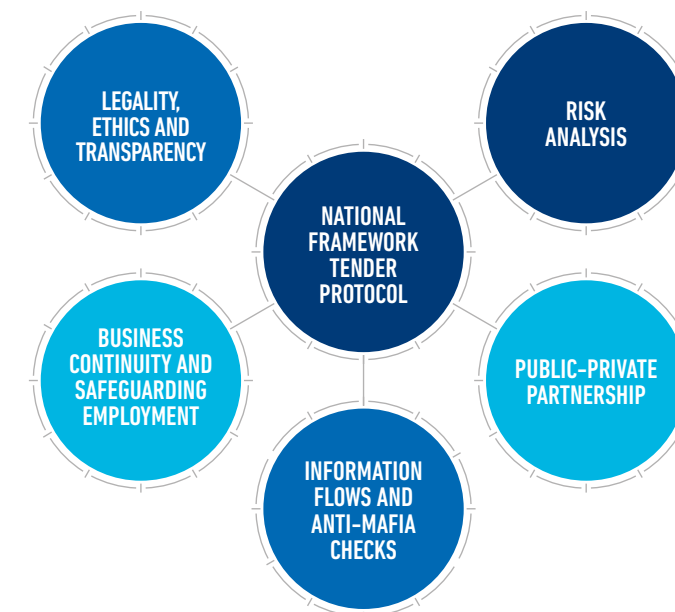 LEGALITY,
ETHICS AND
TRANSPARENCY
RISK
ANALYSIS
NATIONAL
FRAMEWORK
TENDER
PROTOCOL
BUSINESS
CONTINUITY AND
SAFEGUARDING
EMPLOYMENT
PUBLIC-PRIVATE
PARTNERSHIP
INFORMATION
FLOWS AND
ANTI-MAFIA
CHECKS